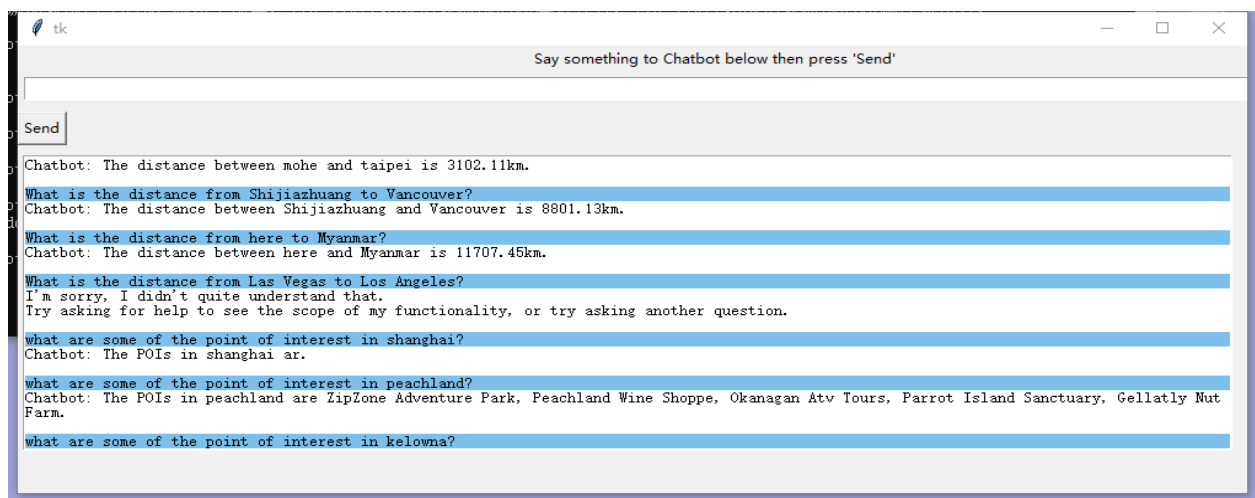 tk
Say something to Chatbot below then press 'Send'
Send
Chatbot: The distance between mohe and taipei is 3102.11km.
What is the distance from Shijiazhuang to Vancouver?
Chatbot: The distance between Shijiazhuang and Vancouver is 8801.13km.
What is the distance from here to Myanmar?
Chatbot: The distance between here and Myanmar is 11707.45km.
What is the distance from Las Vegas to Los Angeles?
I'm sorry, I didn't quite understand that.
Try asking for help to see the scope of my functionality, or try asking another question.
what are some of the point of interest in shanghai?
Chatbot: The POIs in shanghai ar.
what are some of the point of interest in peachland?
Chatbot: The POIs in peachland are ZipZone Adventure Park, Peachland Wine Shoppe, Okanagan Atv Tours, Parrot Island Sanctuary, Gellatly Nut
Farm.
what are some of the point of interest in kelowna?